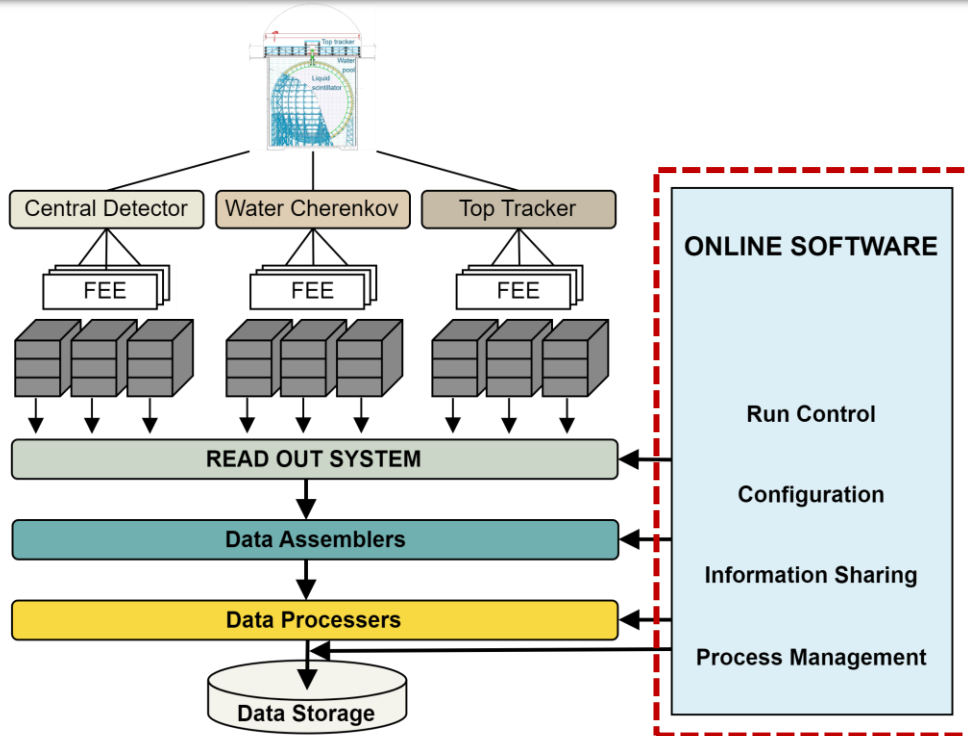 Top tracker
Water
pool
Liquid
scintillator
Central Detector
Water Cherenkov
Top Tracker
FEE
FEE
FEE
READ OUT SYSTEM
Data Assemblers
Data Processers
Data Storage
ONLINE SOFTWARE
Run Control
Configuration
Information Sharing
Process Management